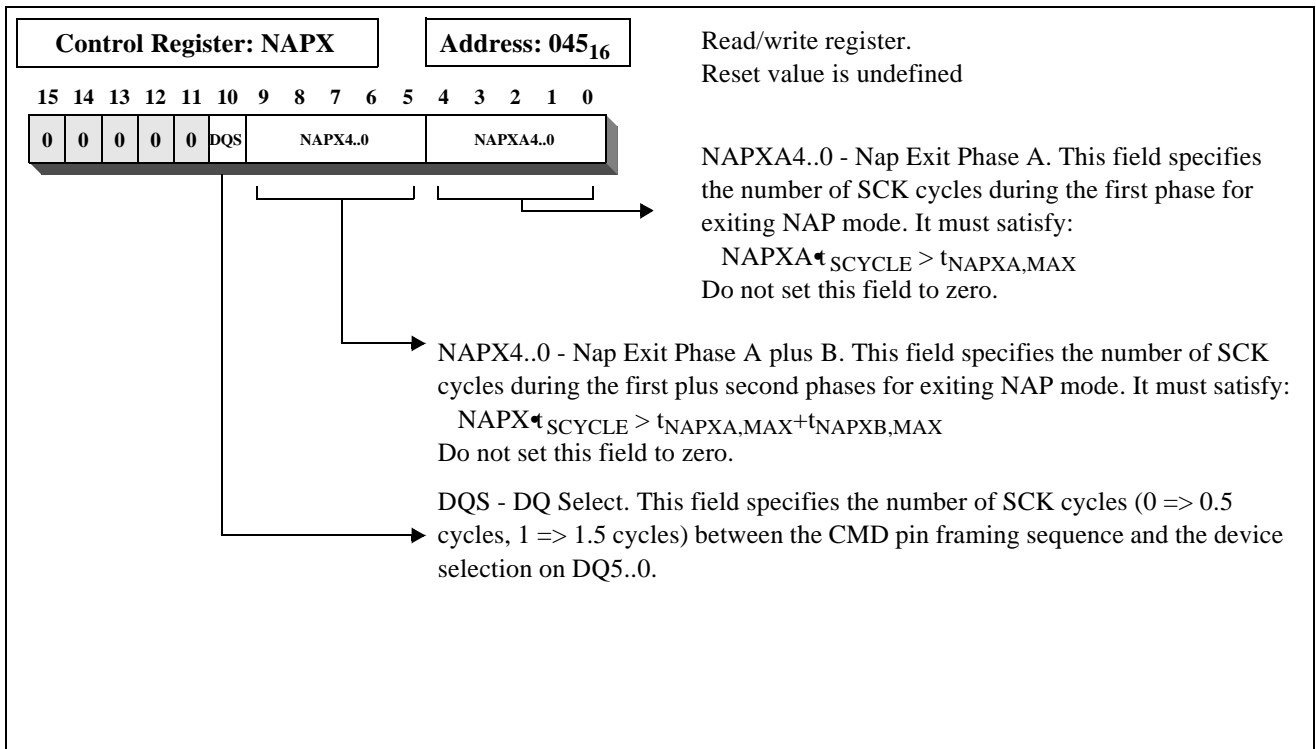 Control Register: NAPX
Address: 045₁₆
Read/write register.
Reset value is undefined
15 14 13 12 11 10 9 8 7 6 5 4 3 2 1 0
0 0 0 0 0 DQS NAPX4..0 NAPXA4..0
NAPXA4..0 - Nap Exit Phase A. This field specifies
the number of SCK cycles during the first phase for
exiting NAP mode. It must satisfy:
NAPXA•tSCYCLE > tNAPXA,MAX
Do not set this field to zero.
NAPX4..0 - Nap Exit Phase A plus B. This field specifies the number of SCK
cycles during the first plus second phases for exiting NAP mode. It must satisfy:
NAPX•tSCYCLE > tNAPXA,MAX+tNAPXB,MAX
Do not set this field to zero.
DQS - DQ Select. This field specifies the number of SCK cycles (0 => 0.5
cycles, 1 => 1.5 cycles) between the CMD pin framing sequence and the device
selection on DQ5..0.